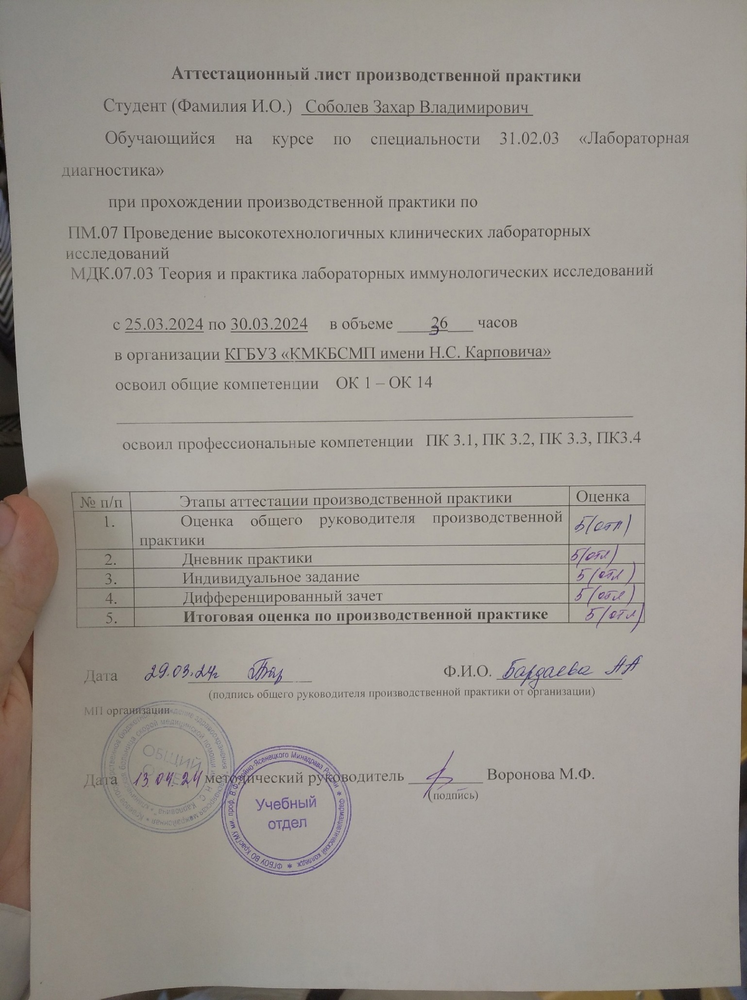 Аттестационный лист производственной практики
Студент (Фамилия И.О.) Соболев Захар Владимирович
Обучающийся на курсе по специальности 31.02.03 «Лабораторная
диагностика»
при прохождении производственной практики по
ПМ.07 Проведение высокотехнологичных клинических лабораторных
исследований
МДК.07.03 Теория и практика лабораторных иммунологических исследований
с 25.03.2024 по 30.03.2024 в объеме 36 часов
в организации КГБУЗ «КМКБСМП имени Н.С. Карповича»
освоил общие компетенции ОК 1 – ОК 14
освоил профессиональные компетенции ПК 3.1, ПК 3.2, ПК 3.3, ПК3.4
№ п/п Этапы аттестации производственной практики Оценка
1. Оценка общего руководителя производственной 5(отл)
практики
2. Дневник практики 5(отл)
3. Индивидуальное задание 5(отл)
4. Дифференцированный зачет 5(отл)
5. Итоговая оценка по производственной практике 5(отл)
Дата 29.03.24г Ф.И.О. Бардаева АА
(подпись общего руководителя производственной практики от организации)
МП организации
Дата 13.04.24 методический руководитель Воронова М.Ф.
(подпись)
ОБЩИЙ
ОТДЕЛ
Краевое государственное бюджетное учреждение здравоохранения "Красноярская межрайонная
клиническая больница скорой медицинской помощи им. Н. С. Карповича"
Учебный
отдел
ФГБОУ ВО КрасГМУ им. проф. В.Ф. Войно-Ясенецкого Минздрава России * Фармацевтический колледж *